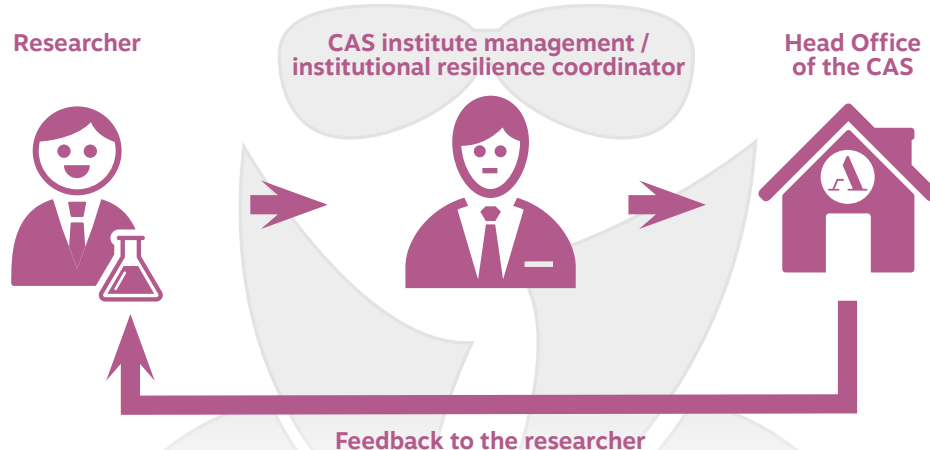 Researcher
CAS institute management /
institutional resilience coordinator
Head Office
of the CAS
Feedback to the researcher